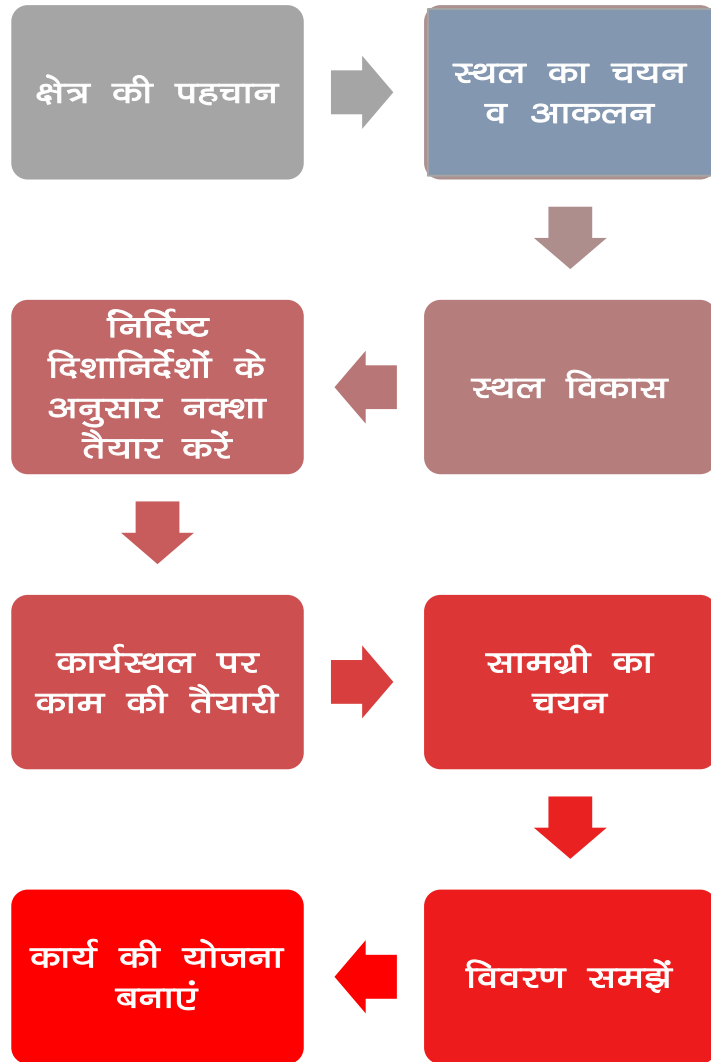 क्षेत्र की पहचान
स्थल का चयन
व आकलन
स्थल विकास
निर्दिष्ट
दिशानिर्देशों के
अनुसार नक्शा
तैयार करें
कार्यस्थल पर
काम की तैयारी
सामग्री का
चयन
विवरण समझें
कार्य की योजना
बनाएं